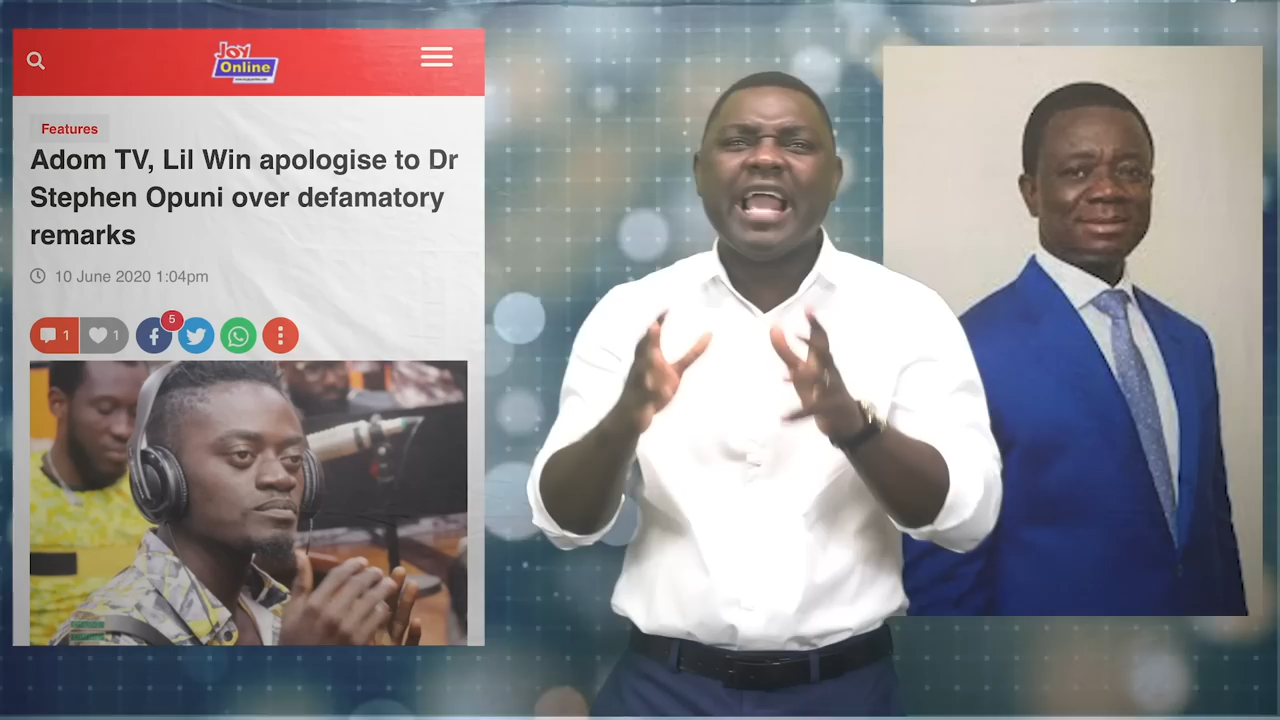 Joy
Online
Features
Adom TV, Lil Win apologise to Dr
Stephen Opuni over defamatory
remarks
10 June 2020 1:04pm
1
1
5